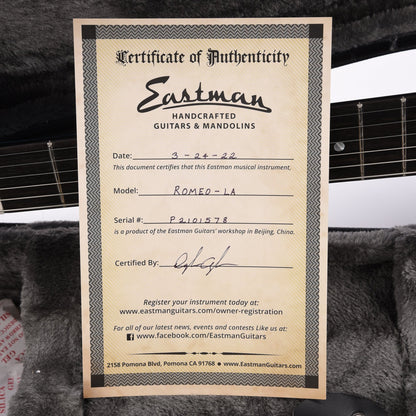 Certificate of Authenticity
Eastman
HANDCRAFTED
GUITARS & MANDOLINS
Date: 3-24-22
This document certifies that this Eastman musical instrument,
Model: ROMEO-LA
Serial #: P2101578
is a product of the Eastman Guitars' workshop in Beijing, China.
Certified By:
Register your instrument today at:
www.eastmanguitars.com/owner-registration
For all of our latest news, events and contests Like us at:
f www.facebook.com/EastmanGuitars
2158 Pomona Blvd, Pomona CA 91768 ● www.EastmanGuitars.com